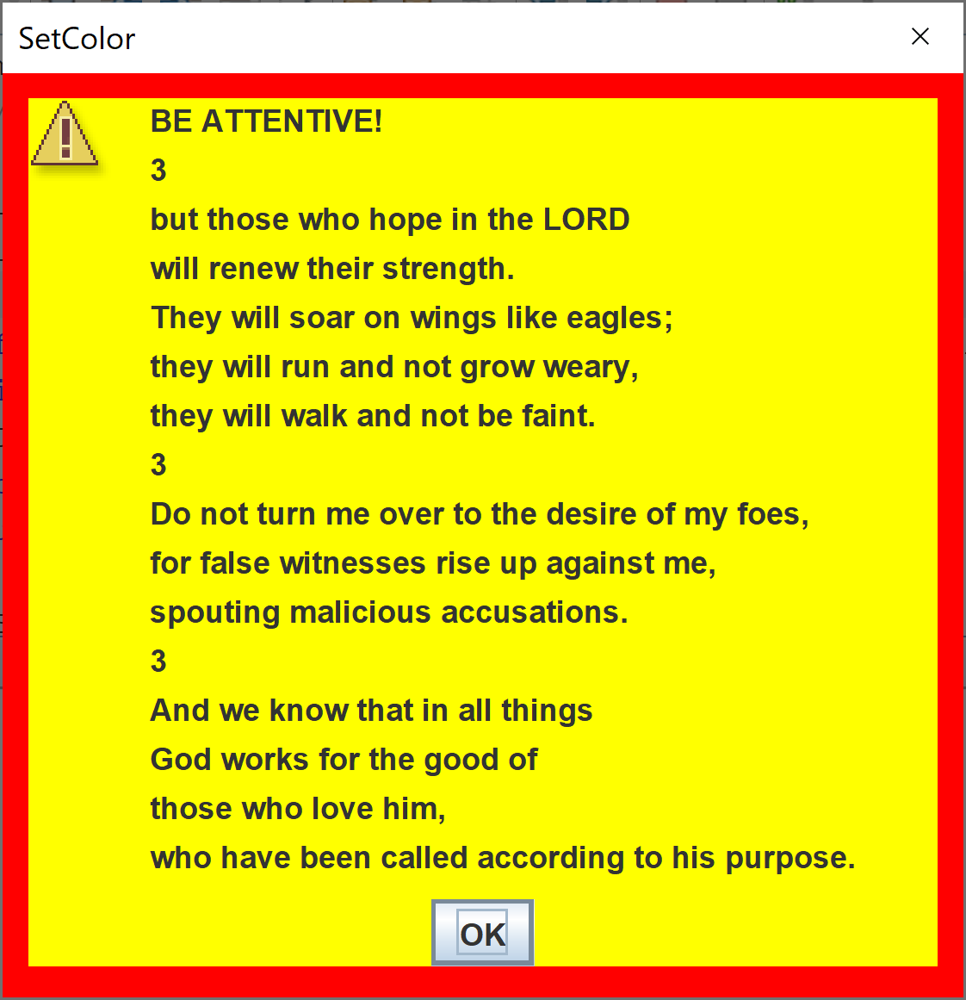 SetColor
BE ATTENTIVE!
3
but those who hope in the LORD
will renew their strength.
They will soar on wings like eagles;
they will run and not grow weary,
they will walk and not be faint.
3
Do not turn me over to the desire of my foes,
for false witnesses rise up against me,
spouting malicious accusations.
3
And we know that in all things
God works for the good of
those who love him,
who have been called according to his purpose.
OK